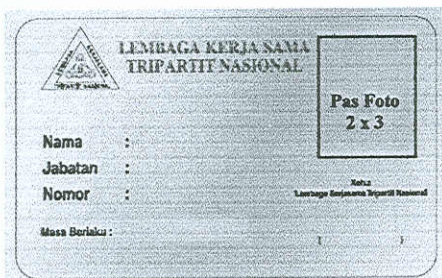 LEMBAGA KERJA SAMA
TRIPARTIT NASIONAL
Pas Foto
2 x 3
Nama :
Jabatan :
Nomor :
Masa Berlaku :
Ketua
Lembaga Kerjasama Tripartit Nasional
( )